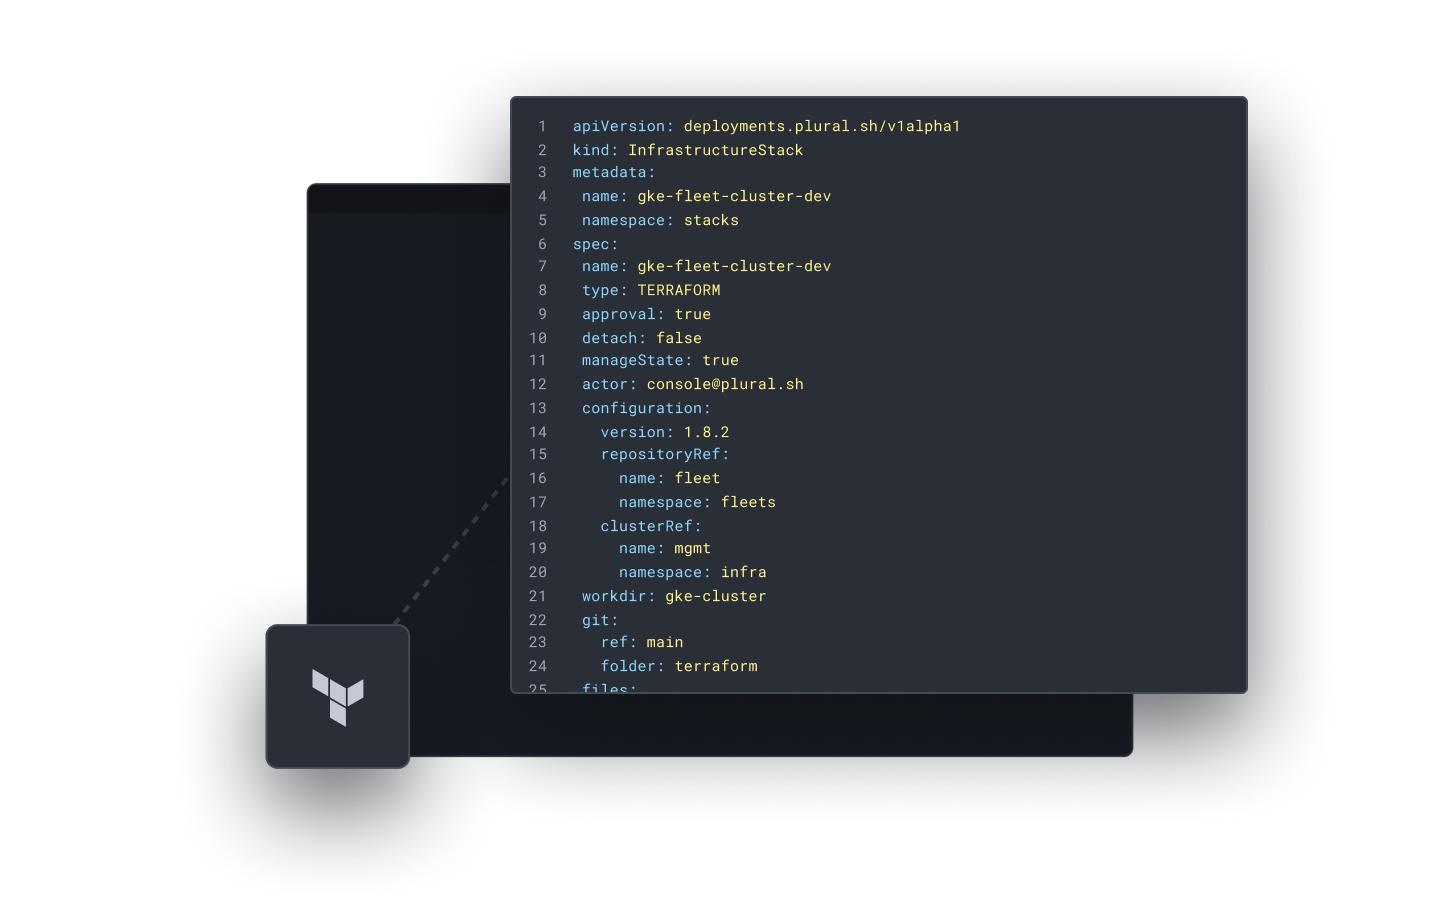 1 apiVersion: deployments.plural.sh/v1alpha1
2 kind: InfrastructureStack
3 metadata:
4  name: gke-fleet-cluster-dev
5  namespace: stacks
6 spec:
7  name: gke-fleet-cluster-dev
8  type: TERRAFORM
9  approval: true
10  detach: false
11  manageState: true
12  actor: console@plural.sh
13  configuration:
14    version: 1.8.2
15    repositoryRef:
16      name: fleet
17      namespace: fleets
18    clusterRef:
19      name: mgmt
20      namespace: infra
21  workdir: gke-cluster
22  git:
23    ref: main
24    folder: terraform
25  files: